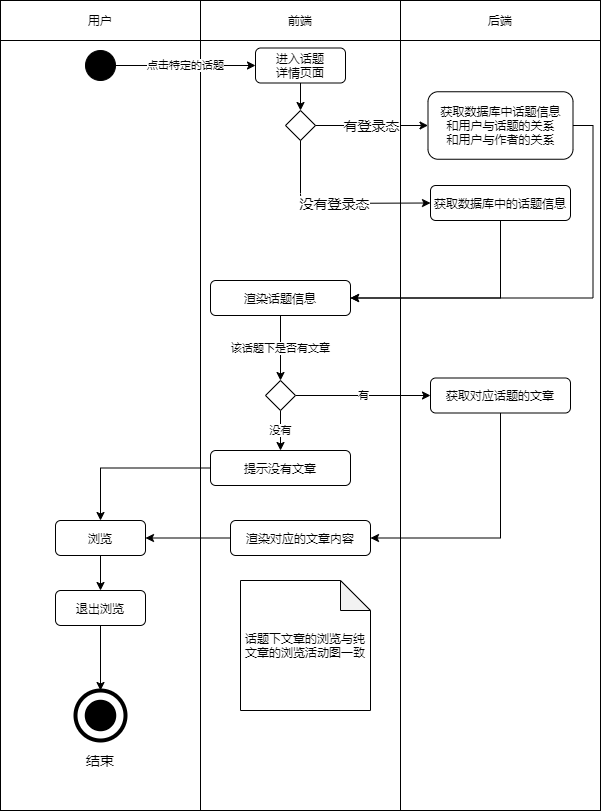 用户
前端
后端
点击特定的话题
进入话题
详情页面
有登录态
获取数据库中话题信息
和用户与话题的关系
和用户与作者的关系
没有登录态
获取数据库中的话题信息
渲染话题信息
该话题下是否有文章
有
获取对应话题的文章
没有
提示没有文章
浏览
渲染对应的文章内容
退出浏览
话题下文章的浏览与纯
文章的浏览活动图一致
结束